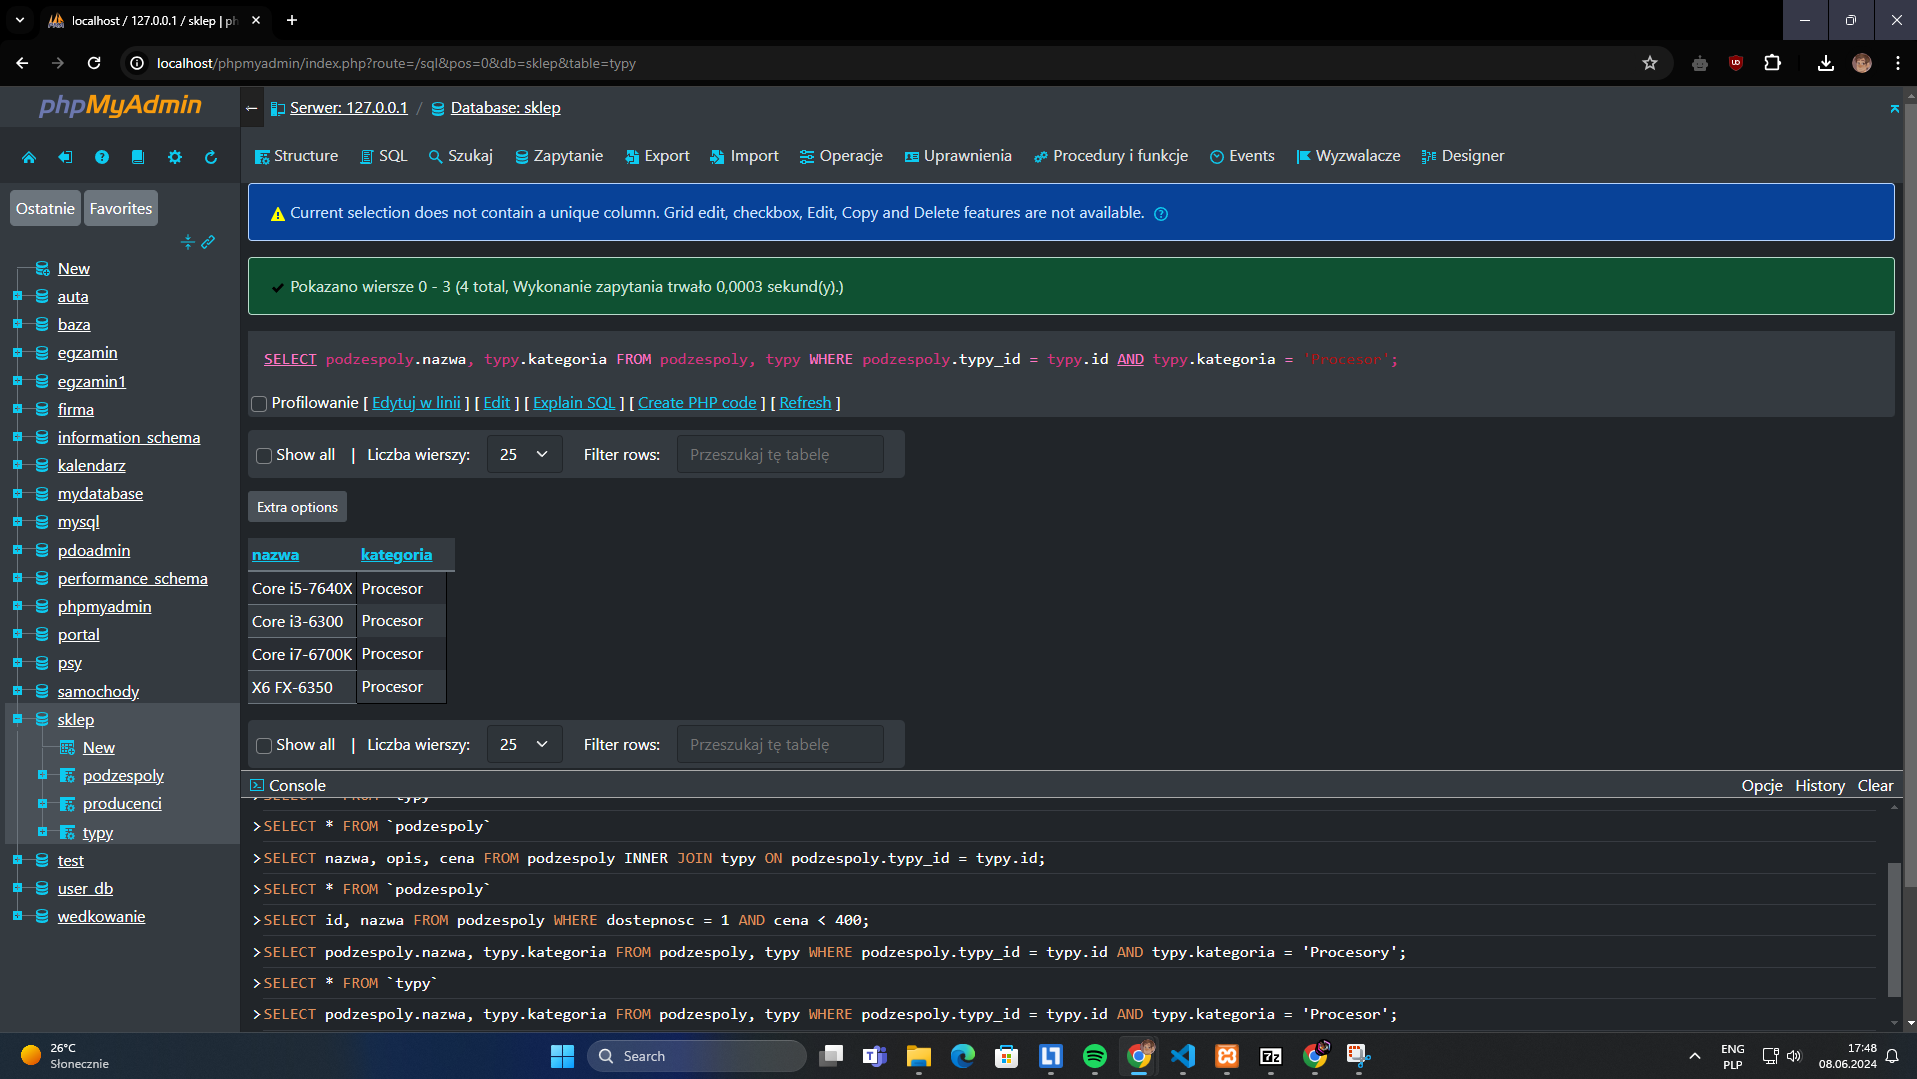 localhost / 127.0.0.1 / sklep | ph
localhost/phpmyadmin/index.php?route=/sql&pos=0&db=sklep&table=typy
phpMyAdmin
Serwer: 127.0.0.1 / Database: sklep
Structure SQL Szukaj Zapytanie Export Import Operacje Uprawnienia Procedury i funkcje Events Wyzwalacze Designer
Ostatnie Favorites
New
auta
baza
egzamin
egzamin1
firma
information_schema
kalendarz
mydatabase
mysql
pdoadmin
performance_schema
phpmyadmin
portal
psy
samochody
sklep
New
podzespoly
producenci
typy
test
user_db
wedkowanie
Current selection does not contain a unique column. Grid edit, checkbox, Edit, Copy and Delete features are not available.
Pokazano wiersze 0 - 3 (4 total, Wykonanie zapytania trwało 0,0003 sekund(y).)
SELECT podzespoly.nazwa, typy.kategoria FROM podzespoly, typy WHERE podzespoly.typy_id = typy.id AND typy.kategoria = 'Procesor';
Profilowanie [ Edytuj w linii ] [ Edit ] [ Explain SQL ] [ Create PHP code ] [ Refresh ]
Show all | Liczba wierszy: 25 Filter rows: Przeszukaj tę tabelę
Extra options
nazwa kategoria
Core i5-7640X Procesor
Core i3-6300 Procesor
Core i7-6700K Procesor
X6 FX-6350 Procesor
Show all | Liczba wierszy: 25 Filter rows: Przeszukaj tę tabelę
Console Opcje History Clear
SELECT * FROM `typy`
>SELECT * FROM `podzespoly`
>SELECT nazwa, opis, cena FROM podzespoly INNER JOIN typy ON podzespoly.typy_id = typy.id;
>SELECT * FROM `podzespoly`
>SELECT id, nazwa FROM podzespoly WHERE dostepnosc = 1 AND cena < 400;
>SELECT podzespoly.nazwa, typy.kategoria FROM podzespoly, typy WHERE podzespoly.typy_id = typy.id AND typy.kategoria = 'Procesory';
>SELECT * FROM `typy`
>SELECT podzespoly.nazwa, typy.kategoria FROM podzespoly, typy WHERE podzespoly.typy_id = typy.id AND typy.kategoria = 'Procesor';
26°C
Słonecznie
Search
ENG
PLP
17:48
08.06.2024